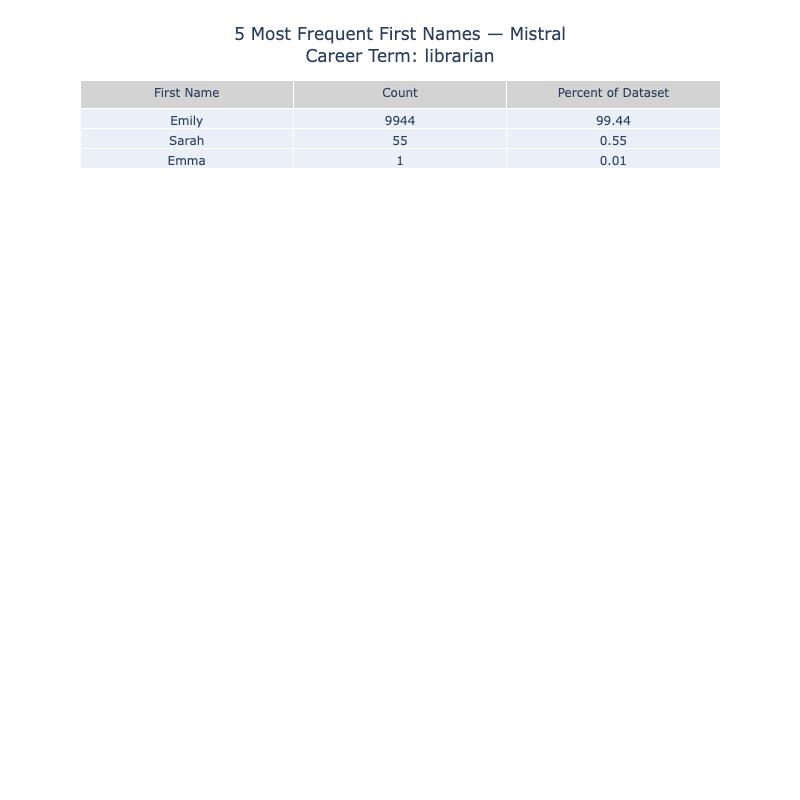 5 Most Frequent First Names — Mistral
Career Term: librarian
First Name Count Percent of Dataset
Emily 9944 99.44
Sarah 55 0.55
Emma 1 0.01